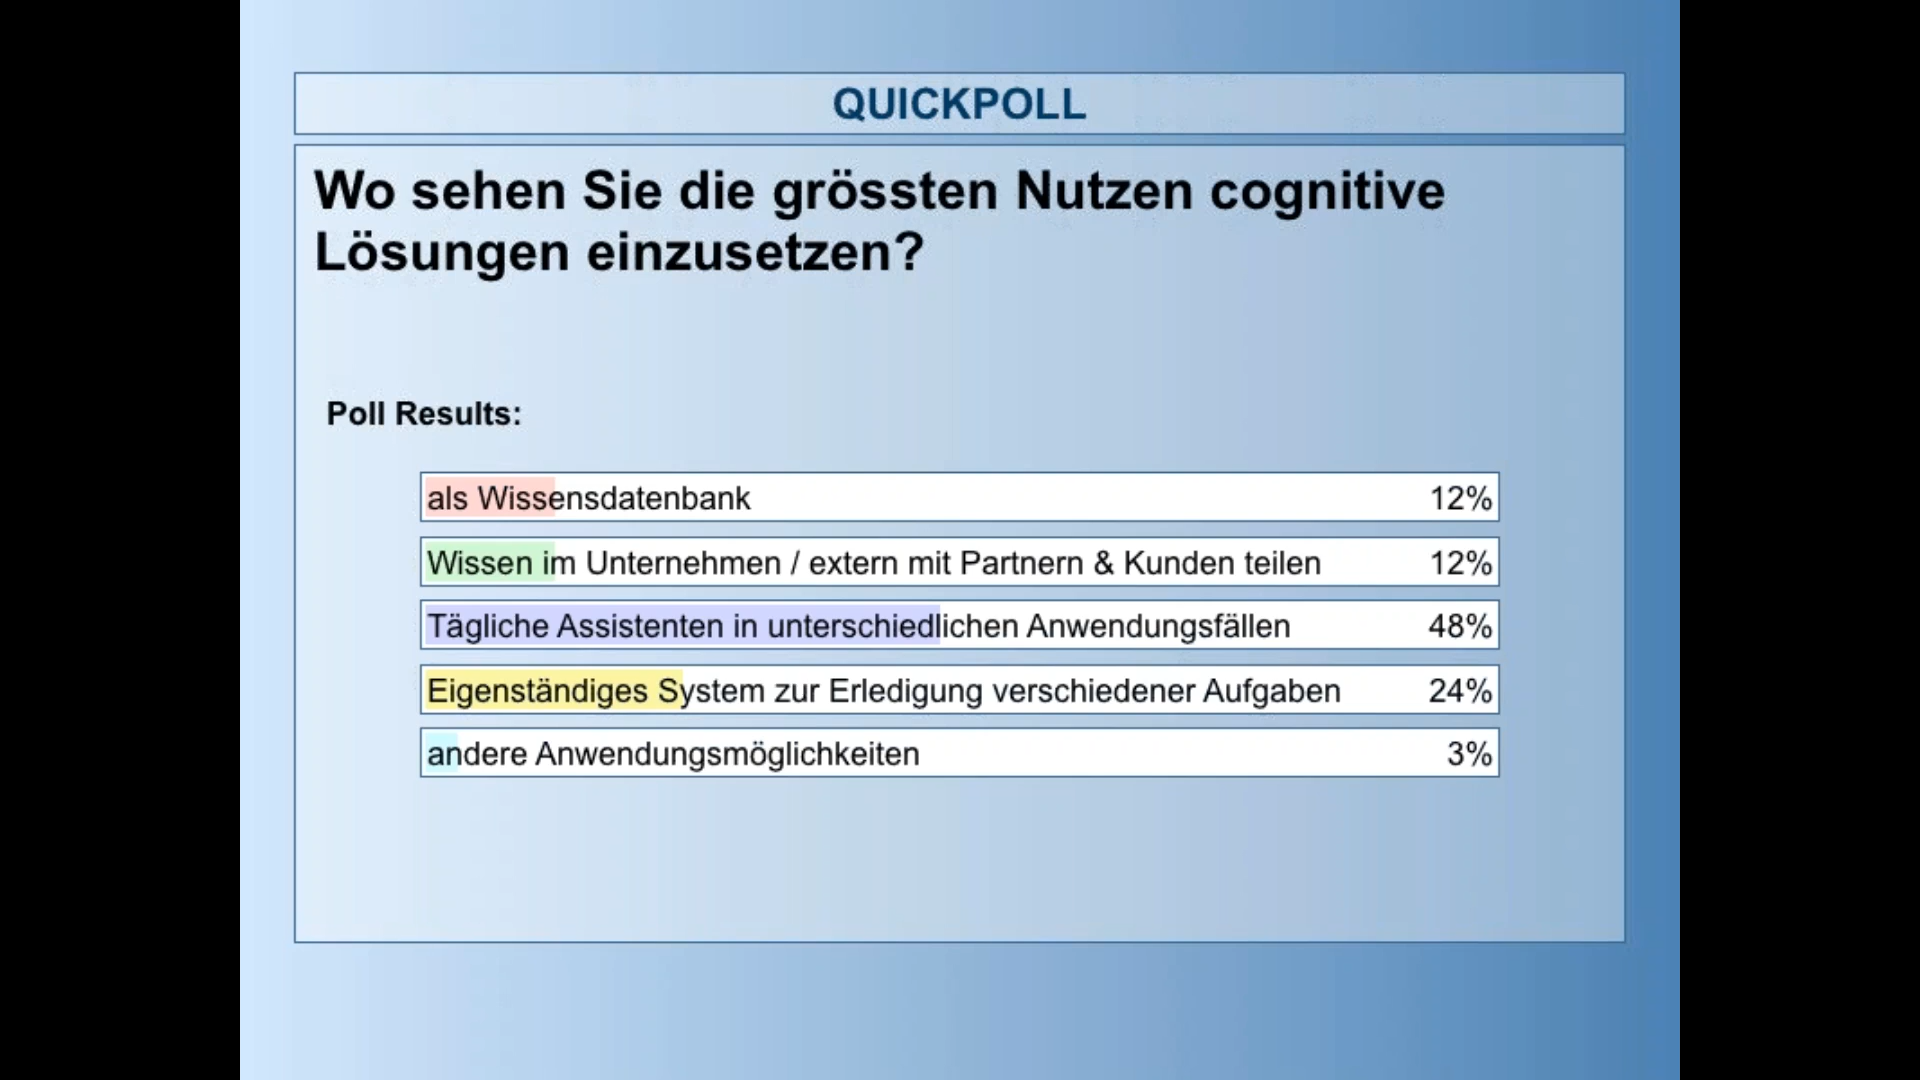 QUICKPOLL
Wo sehen Sie die grössten Nutzen cognitive
Lösungen einzusetzen?
Poll Results:
als Wissensdatenbank 12%
Wissen im Unternehmen / extern mit Partnern & Kunden teilen 12%
Tägliche Assistenten in unterschiedlichen Anwendungsfällen 48%
Eigenständiges System zur Erledigung verschiedener Aufgaben 24%
andere Anwendungsmöglichkeiten 3%